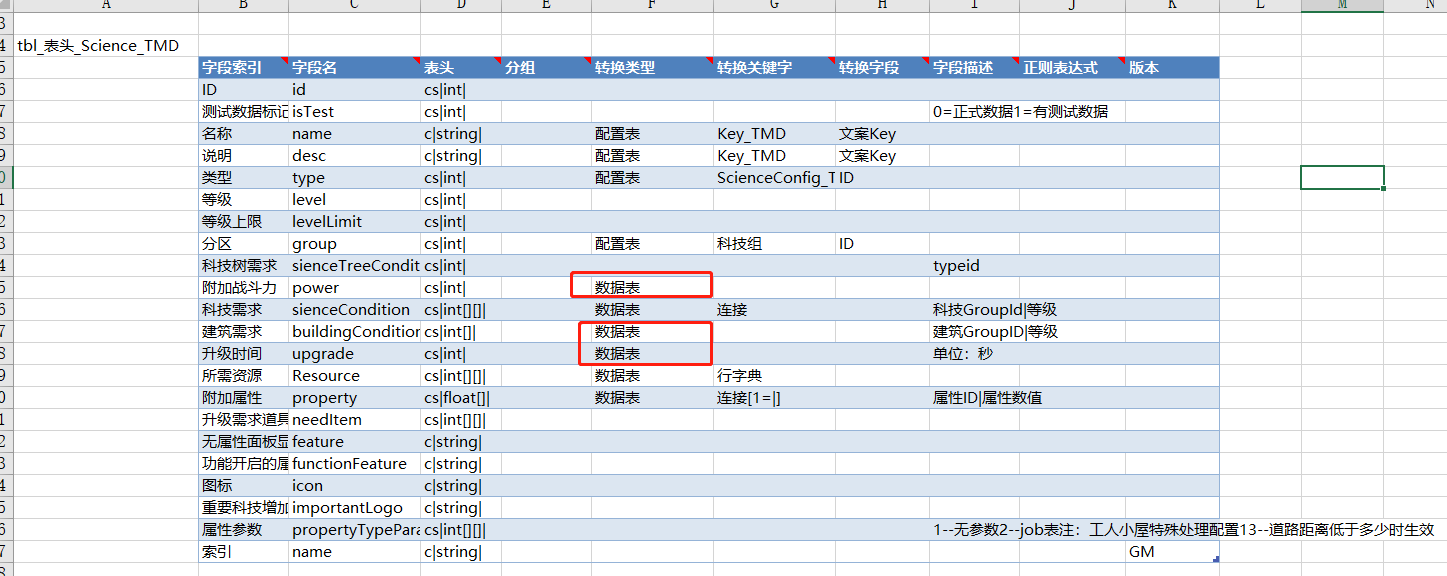 A B C D E F G H I J K L M N
3
4 tbl_表头_Science_TMD
5 字段索引 字段名 表头 分组 转换类型 转换关键字 转换字段 字段描述 正则表达式 版本
6 ID id cs|int|
7 测试数据标记 isTest cs|int| 0=正式数据1=有测试数据
8 名称 name c|string| 配置表 Key_TMD 文案Key
9 说明 desc c|string| 配置表 Key_TMD 文案Key
0 类型 type cs|int| 配置表 ScienceConfig_T ID
1 等级 level cs|int|
2 等级上限 levelLimit cs|int|
3 分区 group cs|int| 配置表 科技组 ID
4 科技树需求 sienceTreeCondit cs|int| typeid
5 附加战斗力 power cs|int| 数据表
6 科技需求 sienceCondition cs|int[][]| 数据表 连接 科技GroupId|等级
7 建筑需求 buildingCondition cs|int[]| 数据表 建筑GroupID|等级
8 升级时间 upgrade cs|int| 数据表 单位：秒
9 所需资源 Resource cs|int[][]| 数据表 行字典
0 附加属性 property cs|float[]| 数据表 连接[1=|] 属性ID|属性数值
1 升级需求道具 needItem cs|int[][]|
2 无属性面板显 feature c|string|
3 功能开启的属 functionFeature c|string|
4 图标 icon c|string|
5 重要科技增加 importantLogo c|string|
6 属性参数 propertyTypePara cs|int[][]| 1--无参数2--job表注：工人小屋特殊处理配置13--道路距离低于多少时生效
7 索引 name c|string| GM